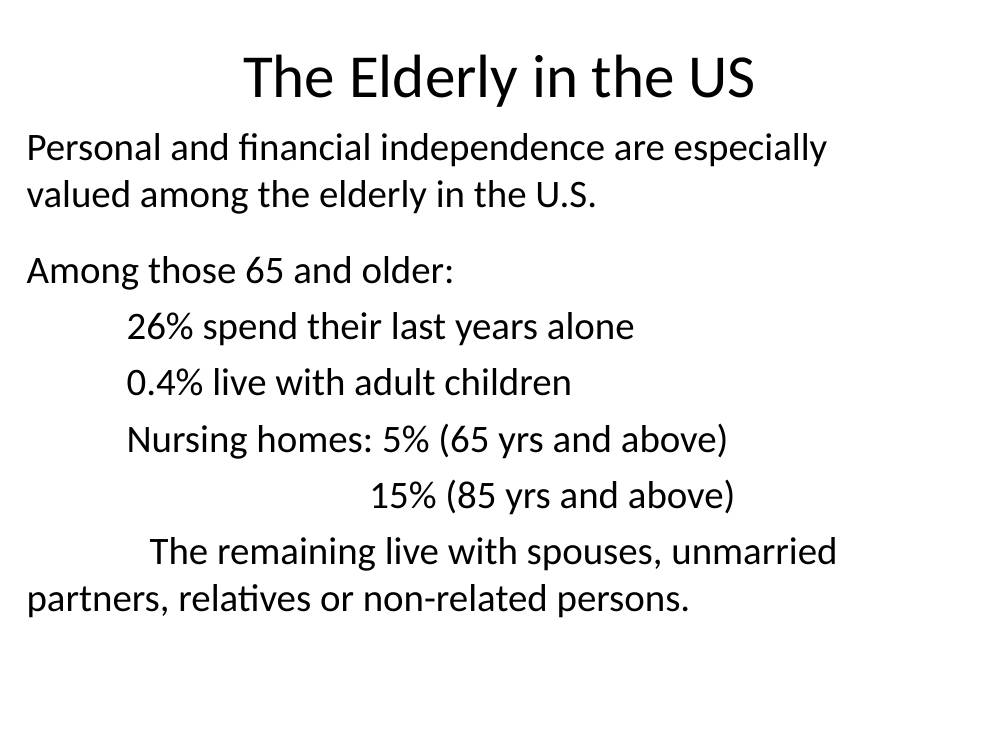 The Elderly in the US
Personal and financial independence are especially
valued among the elderly in the U.S.
Among those 65 and older:
26% spend their last years alone
0.4% live with adult children
Nursing homes: 5% (65 yrs and above)
15% (85 yrs and above)
The remaining live with spouses, unmarried
partners, relatives or non-related persons.